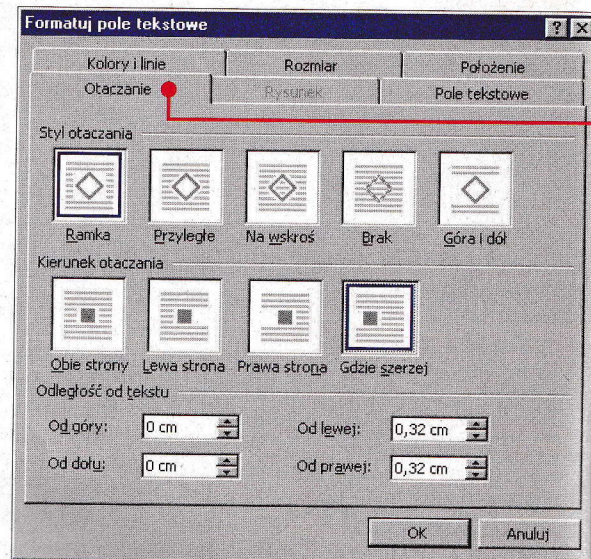 Formatuj pole tekstowe
Kolory i linie Rozmiar Położenie
Otaczanie Rysunek Pole tekstowe
Styl otaczania
Ramka Przyległe Na wskroś Brak Góra i dół
Kierunek otaczania
Obie strony Lewa strona Prawa strona Gdzie szerzej
Odległość od tekstu
Od góry: 0 cm Od lewej: 0,32 cm
Od dołu: 0 cm Od prawej: 0,32 cm
OK Anuluj